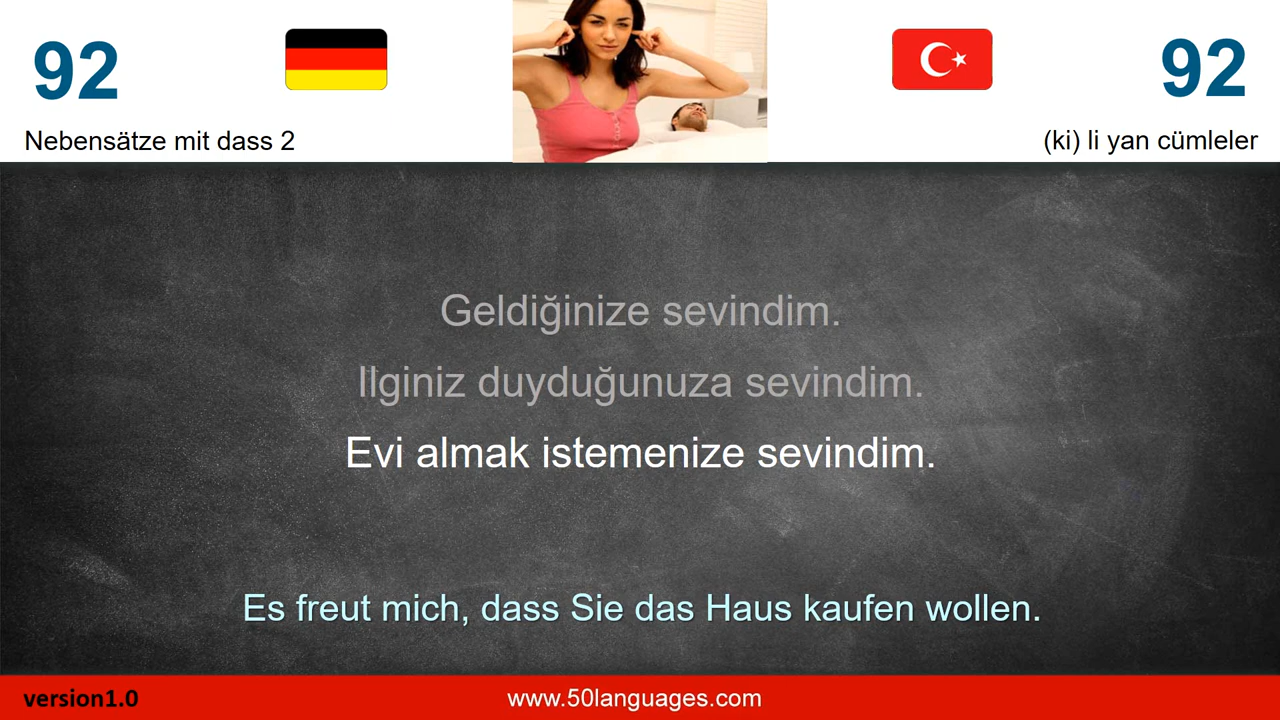 92
92
Nebensätze mit dass 2
(ki) li yan cümleler
Geldiğinize sevindim.
Ilginiz duyduğunuza sevindim.
Evi almak istemenize sevindim.
Es freut mich, dass Sie das Haus kaufen wollen.
version1.0
www.50languages.com